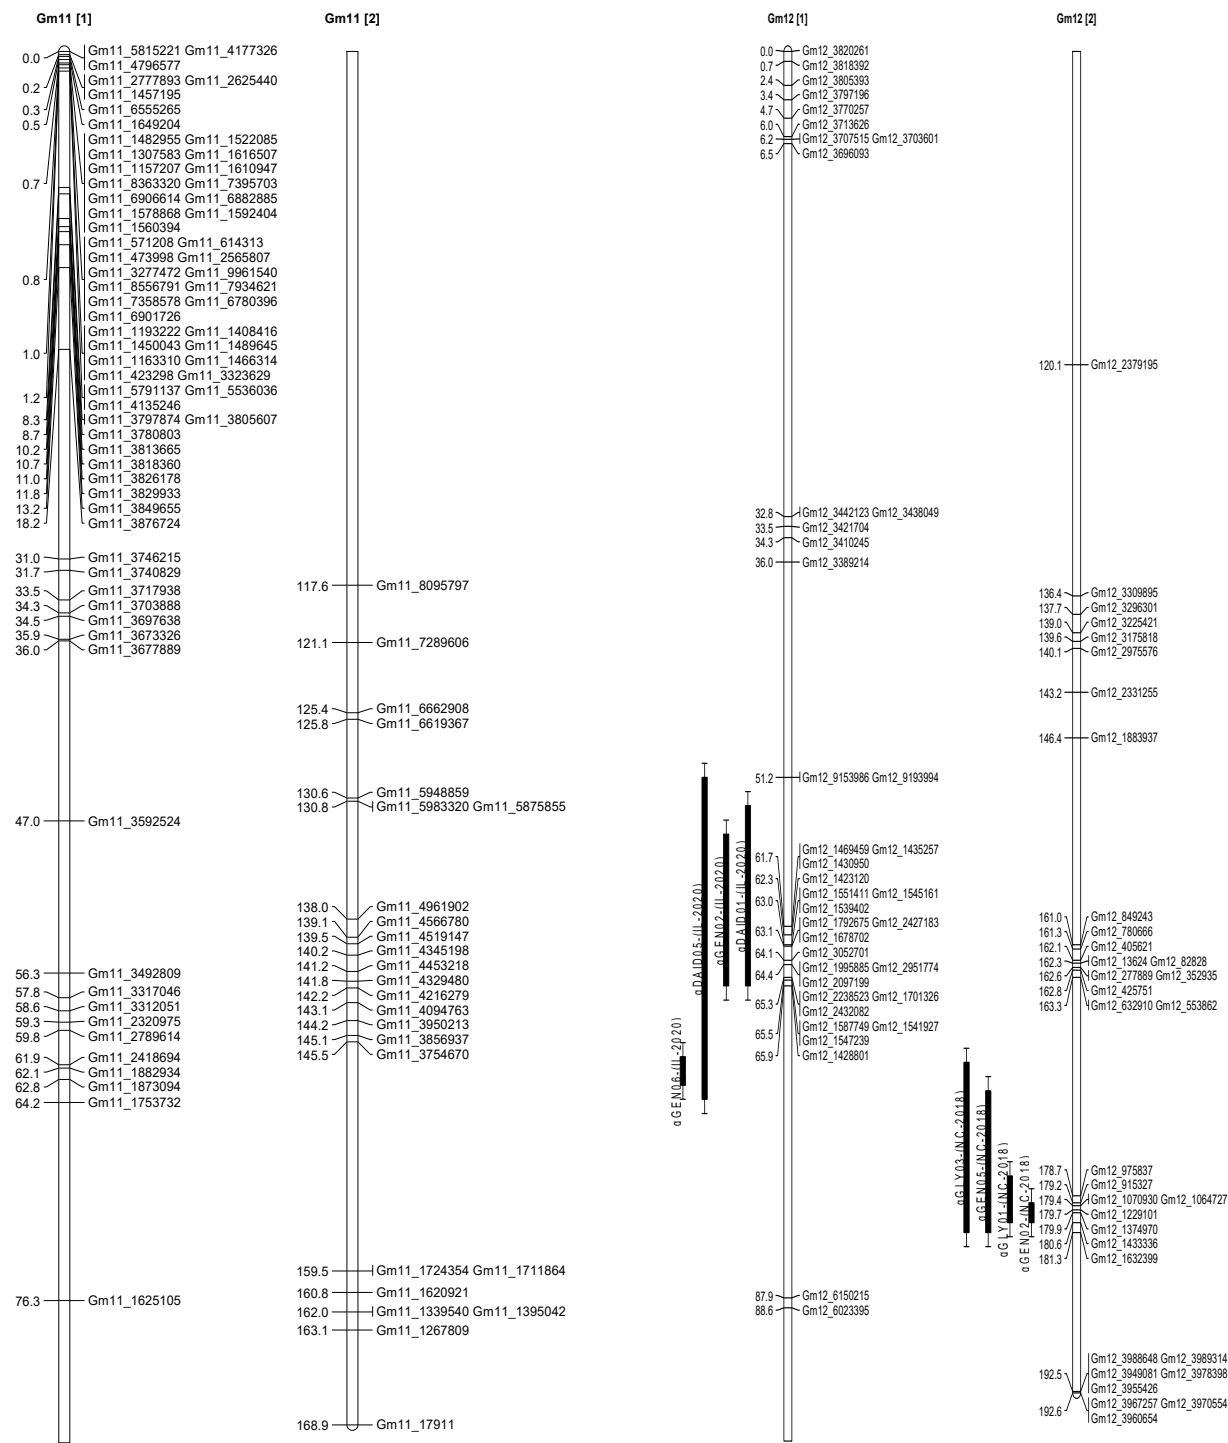 Gm11 [1]
0.0 Gm11_5815221 Gm11_4177326
Gm11_4796577
0.2 Gm11_2777893 Gm11_2625440
Gm11_1457195
0.3 Gm11_6555265
0.5 Gm11_1649204
Gm11_1482955 Gm11_1522085
Gm11_1307583 Gm11_1616507
Gm11_1157207 Gm11_1610947
0.7 Gm11_8363320 Gm11_7395703
Gm11_6906614 Gm11_6882885
Gm11_1578868 Gm11_1592404
Gm11_1560394
Gm11_571208 Gm11_614313
Gm11_473998 Gm11_2565807
0.8 Gm11_3277472 Gm11_9961540
Gm11_8556791 Gm11_7934621
Gm11_7358578 Gm11_6780396
Gm11_6901726
Gm11_1193222 Gm11_1408416
1.0 Gm11_1450043 Gm11_1489645
Gm11_1163310 Gm11_1466314
Gm11_423298 Gm11_3323629
1.2 Gm11_5791137 Gm11_5536036
Gm11_4135246
8.3 Gm11_3797874 Gm11_3805607
8.7 Gm11_3780803
10.2 Gm11_3813665
10.7 Gm11_3818360
11.0 Gm11_3826178
11.8 Gm11_3829933
13.2 Gm11_3849655
18.2 Gm11_3876724
31.0 Gm11_3746215
31.7 Gm11_3740829
33.5 Gm11_3717938
34.3 Gm11_3703888
34.5 Gm11_3697638
35.9 Gm11_3673326
36.0 Gm11_3677889
47.0 Gm11_3592524
56.3 Gm11_3492809
57.8 Gm11_3317046
58.6 Gm11_3312051
59.3 Gm11_2320975
59.8 Gm11_2789614
61.9 Gm11_2418694
62.1 Gm11_1882934
62.8 Gm11_1873094
64.2 Gm11_1753732
76.3 Gm11_1625105
Gm11 [2]
117.6 Gm11_8095797
121.1 Gm11_7289606
125.4 Gm11_6662908
125.8 Gm11_6619367
130.6 Gm11_5948859
130.8 Gm11_5983320 Gm11_5875855
138.0 Gm11_4961902
139.1 Gm11_4566780
139.5 Gm11_4519147
140.2 Gm11_4345198
141.2 Gm11_4453218
141.8 Gm11_4329480
142.2 Gm11_4216279
143.1 Gm11_4094763
144.2 Gm11_3950213
145.1 Gm11_3856937
145.5 Gm11_3754670
159.5 Gm11_1724354 Gm11_1711864
160.8 Gm11_1620921
162.0 Gm11_1339540 Gm11_1395042
163.1 Gm11_1267809
168.9 Gm11_17911
Gm12 [1]
0.0 Gm12_3820261
0.7 Gm12_3818392
2.4 Gm12_3805393
3.4 Gm12_3797196
4.7 Gm12_3770257
6.0 Gm12_3713626
6.2 Gm12_3707515 Gm12_3703601
6.5 Gm12_3696093
32.8 Gm12_3442123 Gm12_3438049
33.5 Gm12_3421704
34.3 Gm12_3410245
36.0 Gm12_3389214
51.2 Gm12_9153986 Gm12_9193994
61.7 Gm12_1469459 Gm12_1435257
Gm12_1430950
62.3 Gm12_1423120
63.0 Gm12_1551411 Gm12_1545161
Gm12_1539402
63.1 Gm12_1792675 Gm12_2427183
Gm12_1678702
64.1 Gm12_3052701
64.4 Gm12_1995885 Gm12_2951774
Gm12_2097199
65.3 Gm12_2238523 Gm12_1701326
Gm12_2432082
65.5 Gm12_1587749 Gm12_1541927
Gm12_1547239
65.9 Gm12_1428801
87.9 Gm12_6150215
88.6 Gm12_6023395
qGEN06-(IL-2020)
qDAID05-(IL-2020)
qGEN02-(IL-2020)
qDAID01-(IL-2020)
Gm12 [2]
120.1 Gm12_2379195
136.4 Gm12_3309895
137.7 Gm12_3296301
139.0 Gm12_3225421
139.6 Gm12_3175818
140.1 Gm12_2975576
143.2 Gm12_2331255
146.4 Gm12_1883937
161.0 Gm12_849243
161.3 Gm12_780666
162.1 Gm12_405621
162.3 Gm12_13624 Gm12_82828
162.6 Gm12_277889 Gm12_352935
162.8 Gm12_425751
163.3 Gm12_632910 Gm12_553862
178.7 Gm12_975837
179.2 Gm12_915327
179.4 Gm12_1070930 Gm12_1064727
179.7 Gm12_1229101
179.9 Gm12_1374970
180.6 Gm12_1433336
181.3 Gm12_1632399
192.5 Gm12_3988648 Gm12_3989314
Gm12_3949081 Gm12_3978398
Gm12_3955426
192.6 Gm12_3967257 Gm12_3970554
Gm12_3960654
qGLY03-(NC-2018)
qGEN05-(NC-2018)
qGLY01-(NC-2018)
qGEN02-(NC-2018)